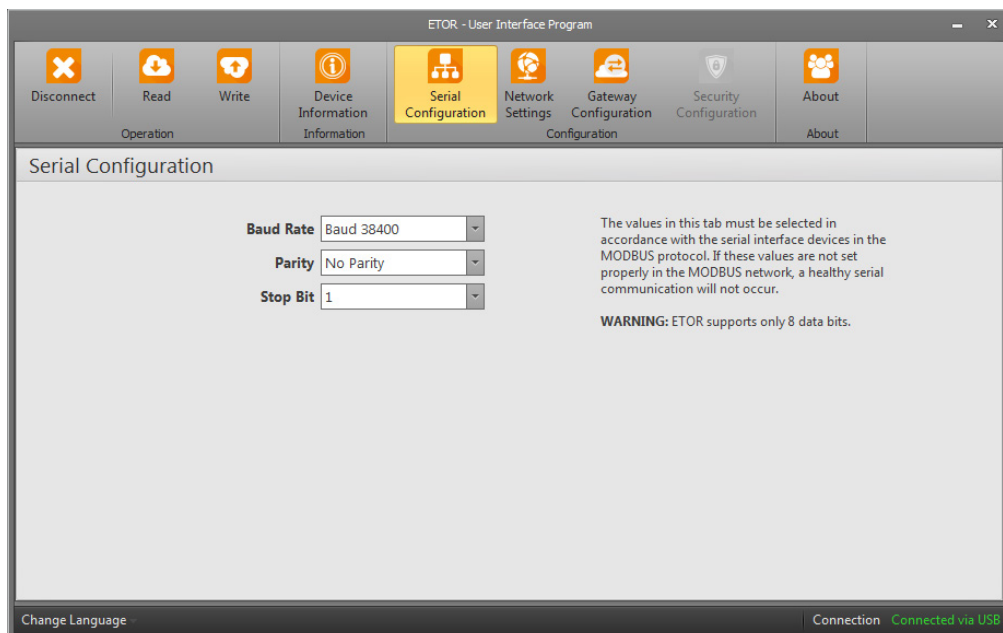 ETOR - User Interface Program
Disconnect
Read
Write
Device
Information
Serial
Configuration
Network
Settings
Gateway
Configuration
Security
Configuration
About
Operation
Information
Configuration
About
Serial Configuration
Baud Rate Baud 38400
Parity No Parity
Stop Bit 1
The values in this tab must be selected in
accordance with the serial interface devices in the
MODBUS protocol. If these values are not set
properly in the MODBUS network, a healthy serial
communication will not occur.
WARNING: ETOR supports only 8 data bits.
Change Language
Connection Connected via USB